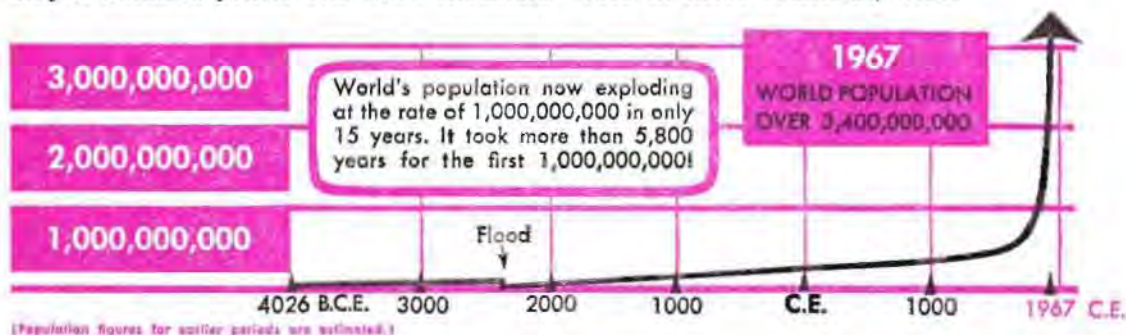 3,000,000,000
2,000,000,000
1,000,000,000
World's population now exploding
at the rate of 1,000,000,000 in only
15 years. It took more than 5,800
years for the first 1,000,000,000!
1967
WORLD POPULATION
OVER 3,400,000,000
Flood
4026 B.C.E. 3000 2000 1000 C.E. 1000 1967 C.E.
(Population figures for earlier periods are estimated.)